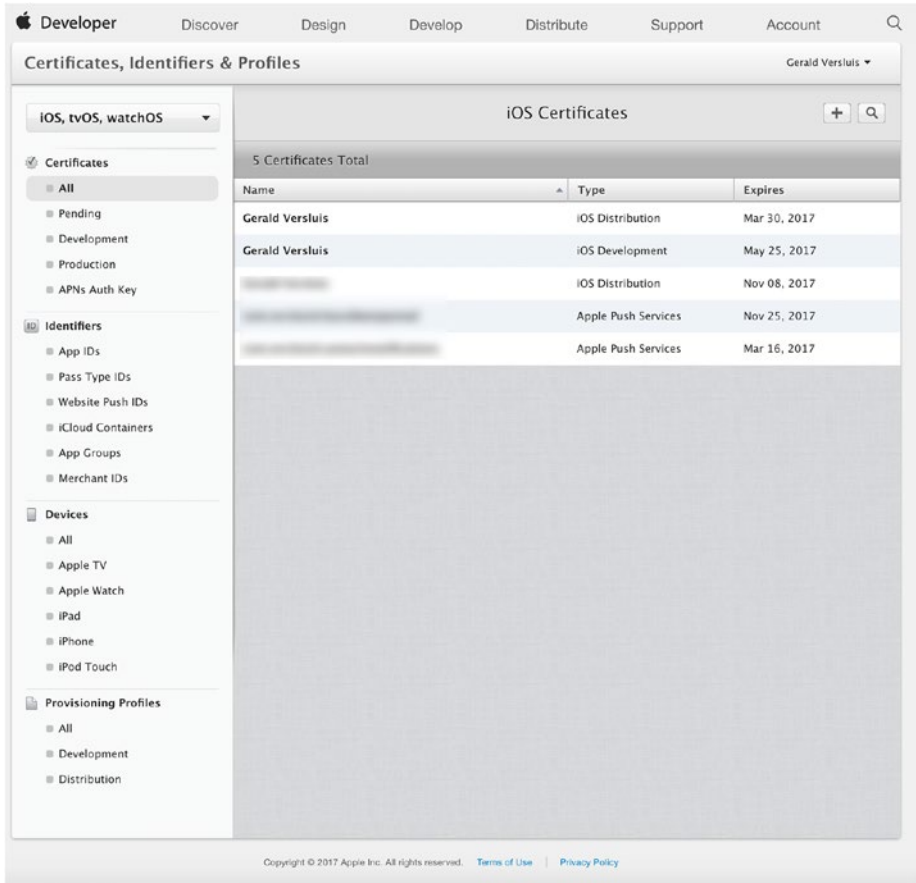 Developer Discover Design Develop Distribute Support Account
Certificates, Identifiers & Profiles Gerald Versluis
iOS, tvOS, watchOS
Certificates
All
Pending
Development
Production
APNs Auth Key
Identifiers
App IDs
Pass Type IDs
Website Push IDs
iCloud Containers
App Groups
Merchant IDs
Devices
All
Apple TV
Apple Watch
iPad
iPhone
iPod Touch
Provisioning Profiles
All
Development
Distribution
iOS Certificates
5 Certificates Total
Name Type Expires
Gerald Versluis iOS Distribution Mar 30, 2017
Gerald Versluis iOS Development May 25, 2017
iOS Distribution Nov 08, 2017
Apple Push Services Nov 25, 2017
Apple Push Services Mar 16, 2017
Copyright © 2017 Apple Inc. All rights reserved. Terms of Use | Privacy Policy